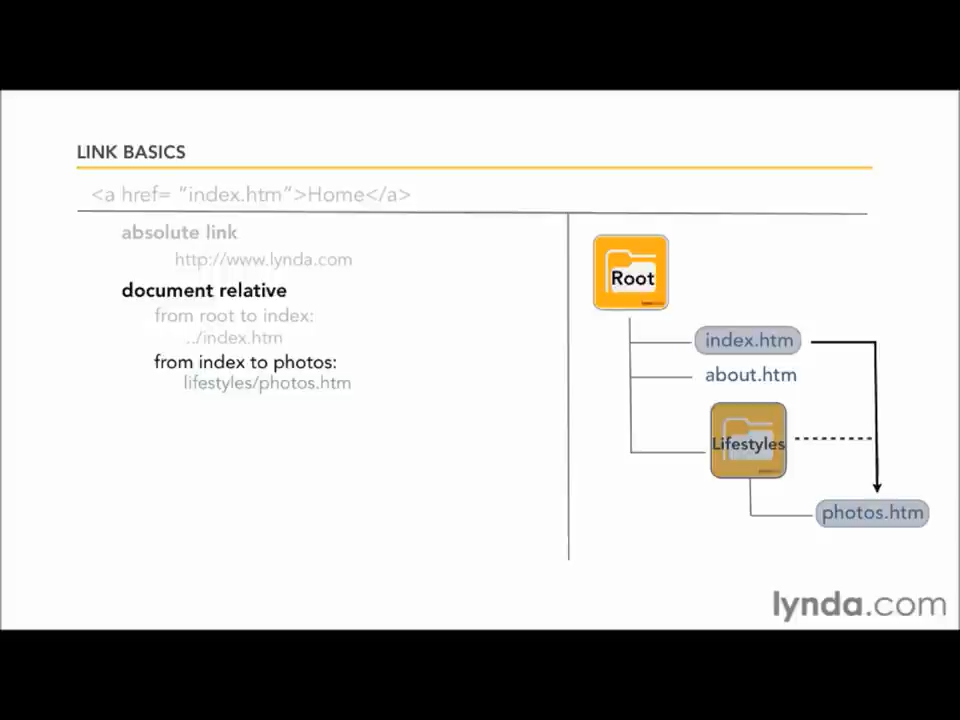 LINK BASICS
<a href= “index.htm”>Home</a>
absolute link
http://www.lynda.com
document relative
from root to index:
../index.htm
from index to photos:
lifestyles/photos.htm
Root
index.htm
about.htm
Lifestyles
photos.htm
lynda.com